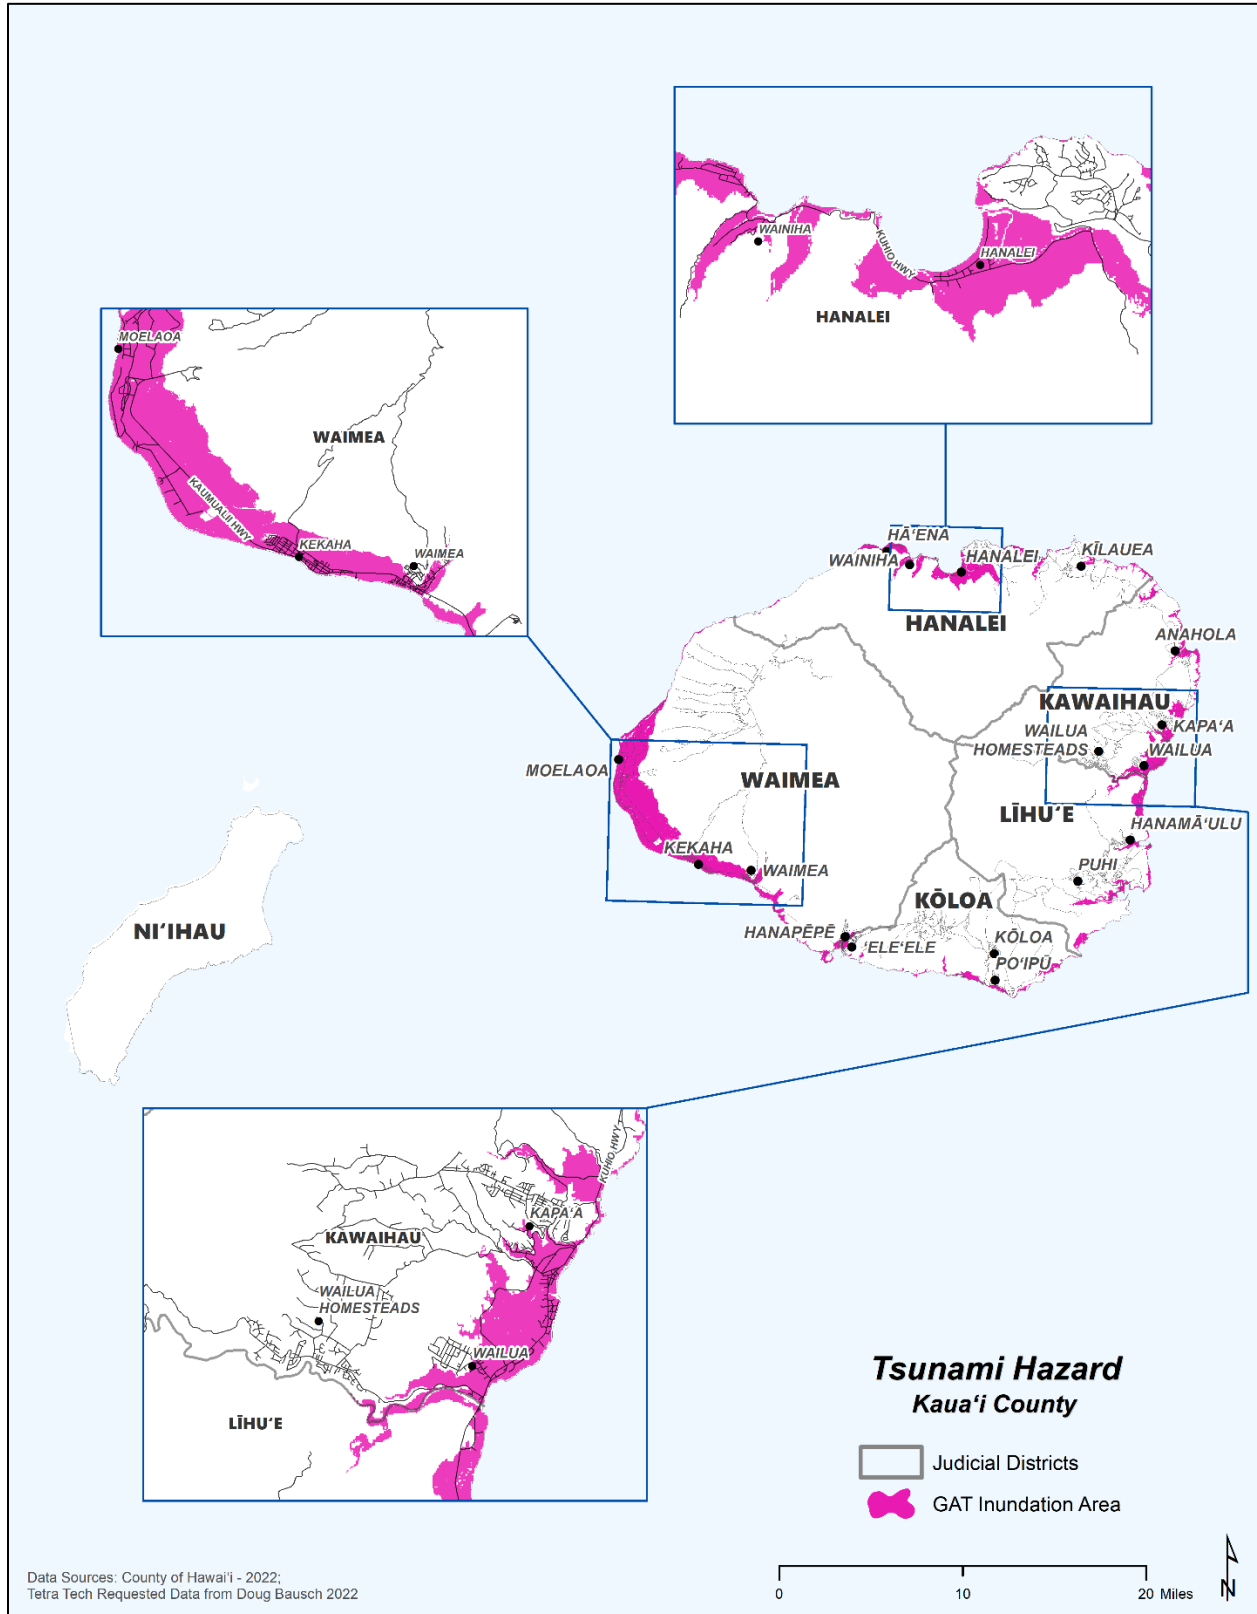 WAINIHA
KUHIO HWY
HANALEI
HANALEI
MOELAOA
WAIMEA
KAUMUALII HWY
KEKAHA
WAIMEA
HĀʻENA
WAINIHA
HANALEI
KĪLAUEA
HANALEI
ANAHOLA
KAWAIHAU
KAPAʻA
WAILUA
HOMESTEADS
WAILUA
MOELAOA
WAIMEA
LĪHUʻE
HANAMĀʻULU
KEKAHA
WAIMEA
PUHI
KŌLOA
NIʻIHAU
HANAPĒPĒ
ʻELEʻELE
KŌLOA
POʻIPŪ
KUHIO HWY
KAPAʻA
KAWAIHAU
WAILUA
HOMESTEADS
WAILUA
LĪHUʻE
Tsunami Hazard
Kauaʻi County
Judicial Districts
GAT Inundation Area
Data Sources: County of Hawaiʻi - 2022;
Tetra Tech Requested Data from Doug Bausch 2022
0 10 20 Miles
N